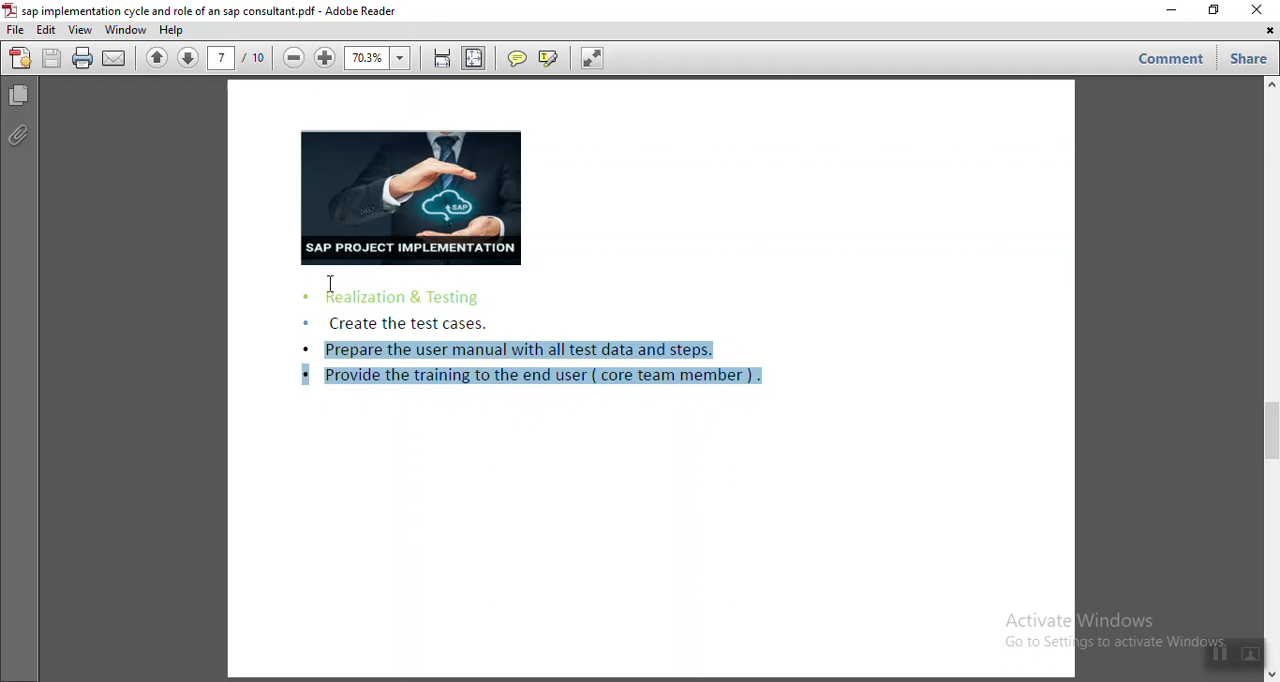 sap implementation cycle and role of an sap consultant.pdf - Adobe Reader
File Edit View Window Help
7 / 10 70.3% Comment Share
SAP
SAP PROJECT IMPLEMENTATION
• Realization & Testing
• Create the test cases.
• Prepare the user manual with all test data and steps.
• Provide the training to the end user ( core team member ) .
Activate Windows
Go to Settings to activate Windows.